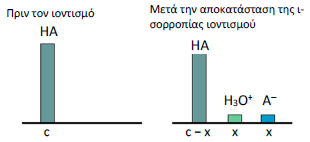 Πριν τον ιοντισμό
HA
c
Μετά την αποκατάσταση της ι-
σορροπίας ιοντισμού
HA
H₃O⁺ A⁻
c – x x x